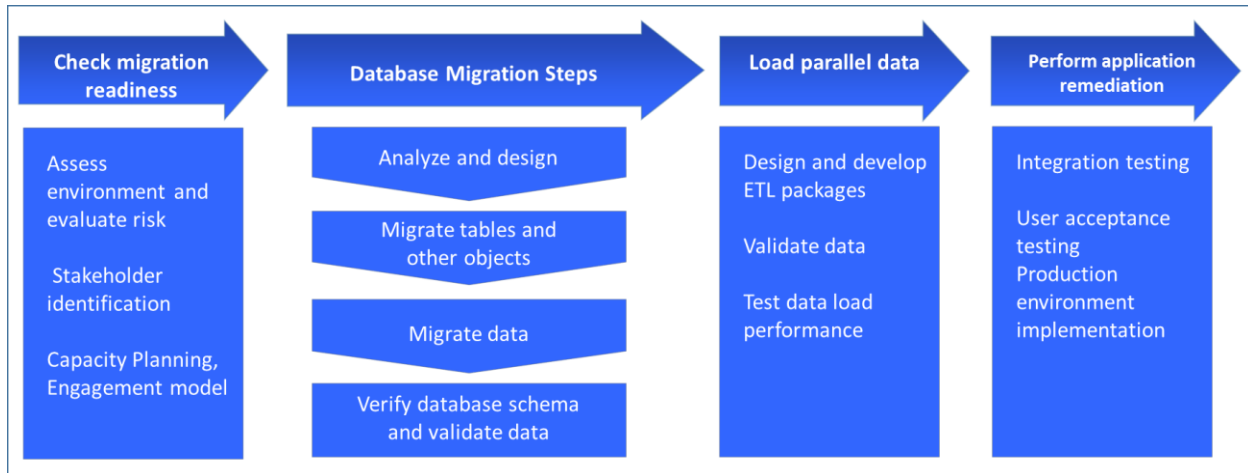 Check migration
readiness
Database Migration Steps
Load parallel data
Perform application
remediation
Assess
environment and
evaluate risk
Stakeholder
identification
Capacity Planning,
Engagement model
Analyze and design
Migrate tables and
other objects
Migrate data
Verify database schema
and validate data
Design and develop
ETL packages
Validate data
Test data load
performance
Integration testing
User acceptance
testing
Production
environment
implementation